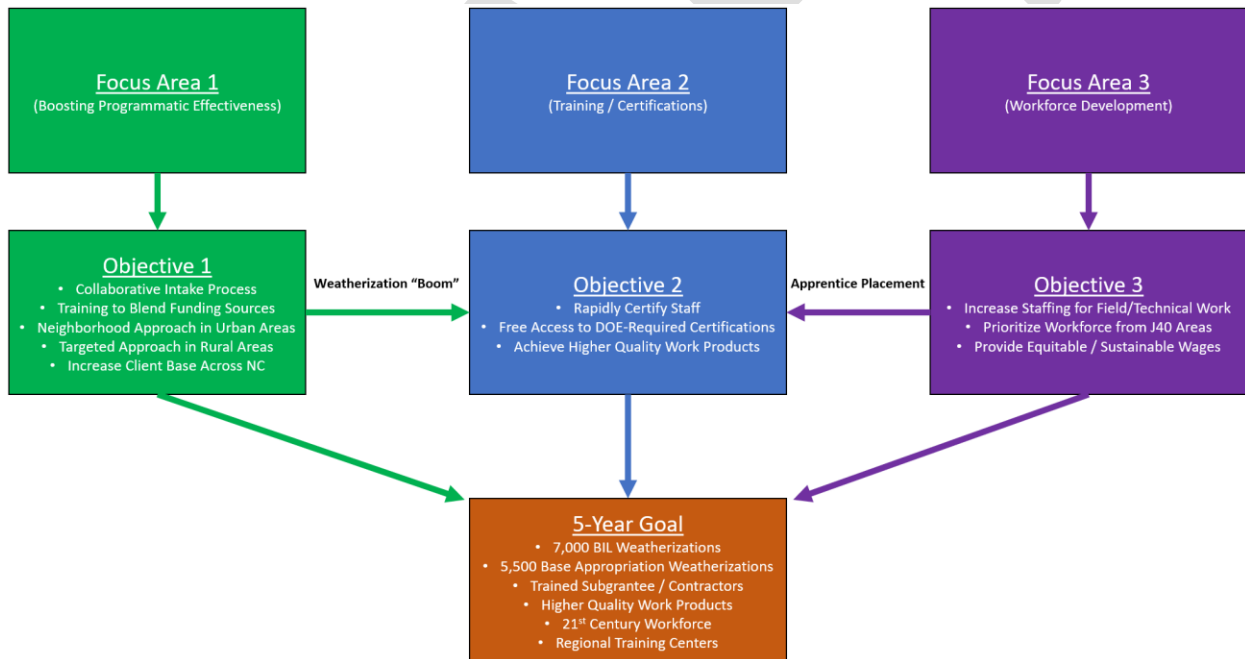 Focus Area 1
(Boosting Programmatic Effectiveness)
Focus Area 2
(Training / Certifications)
Focus Area 3
(Workforce Development)
Objective 1
• Collaborative Intake Process
• Training to Blend Funding Sources
• Neighborhood Approach in Urban Areas
• Targeted Approach in Rural Areas
• Increase Client Base Across NC
Weatherization “Boom”
Objective 2
• Rapidly Certify Staff
• Free Access to DOE-Required Certifications
• Achieve Higher Quality Work Products
Apprentice Placement
Objective 3
• Increase Staffing for Field/Technical Work
• Prioritize Workforce from J40 Areas
• Provide Equitable / Sustainable Wages
5-Year Goal
• 7,000 BIL Weatherizations
• 5,500 Base Appropriation Weatherizations
• Trained Subgrantee / Contractors
• Higher Quality Work Products
• 21st Century Workforce
• Regional Training Centers